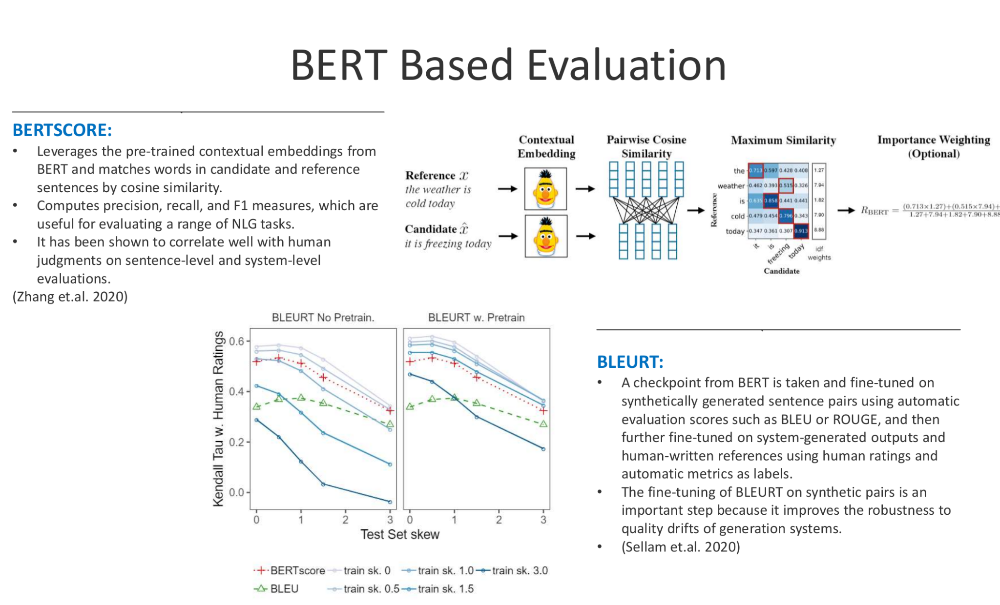 BERT Based Evaluation
BERTSCORE:
• Leverages the pre-trained contextual embeddings from
BERT and matches words in candidate and reference
sentences by cosine similarity.
• Computes precision, recall, and F1 measures, which are
useful for evaluating a range of NLG tasks.
• It has been shown to correlate well with human
judgments on sentence-level and system-level
evaluations.
(Zhang et.al. 2020)
Contextual
Embedding
Pairwise Cosine
Similarity
Maximum Similarity
Importance Weighting
(Optional)
Reference x
the weather is
cold today
Candidate x̂
it is freezing today
Reference
the 0.713 0.597 0.428 0.408 1.27
weather 0.462 0.393 0.515 0.326 7.94
is 0.635 0.858 0.441 0.441 1.82
cold 0.479 0.454 0.796 0.343 7.90
today 0.347 0.361 0.307 0.913 8.88
it is freezing today
idf
weights
Candidate
R_BERT = (0.713×1.27)+(0.515×7.94)+
1.27+7.94+1.82+7.90+8.88
BLEURT No Pretrain.
BLEURT w. Pretrain
Kendall Tau w. Human Ratings
0.6
0.4
0.2
0.0
0 1 2 3 0 1 2 3
Test Set skew
BERTscore train sk. 0 train sk. 1.0 train sk. 3.0
BLEU train sk. 0.5 train sk. 1.5
BLEURT:
• A checkpoint from BERT is taken and fine-tuned on
synthetically generated sentence pairs using automatic
evaluation scores such as BLEU or ROUGE, and then
further fine-tuned on system-generated outputs and
human-written references using human ratings and
automatic metrics as labels.
• The fine-tuning of BLEURT on synthetic pairs is an
important step because it improves the robustness to
quality drifts of generation systems.
• (Sellam et.al. 2020)